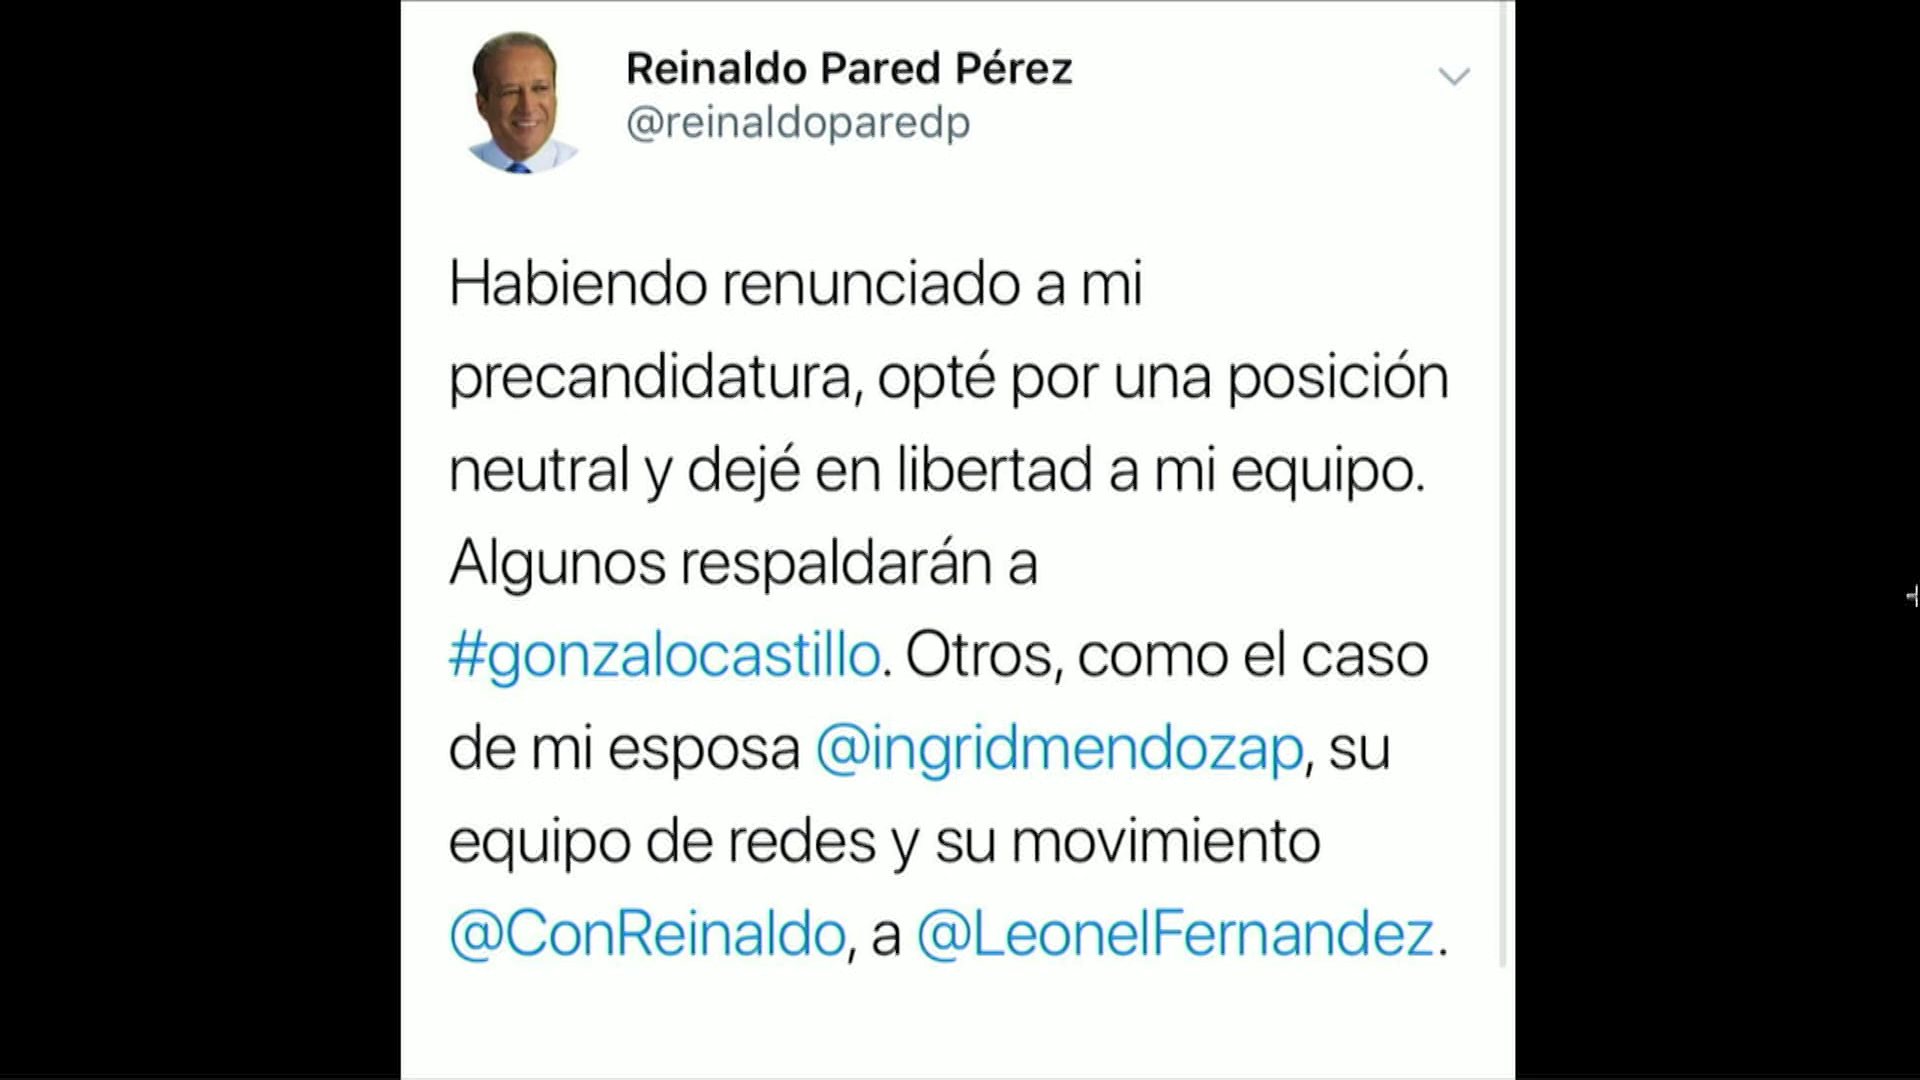 Reinaldo Pared Pérez
@reinaldoparedp
Habiendo renunciado a mi
precandidatura, opté por una posición
neutral y dejé en libertad a mi equipo.
Algunos respaldarán a
#gonzalocastillo. Otros, como el caso
de mi esposa @ingridmendozap, su
equipo de redes y su movimiento
@ConReinaldo, a @LeonelFernandez.